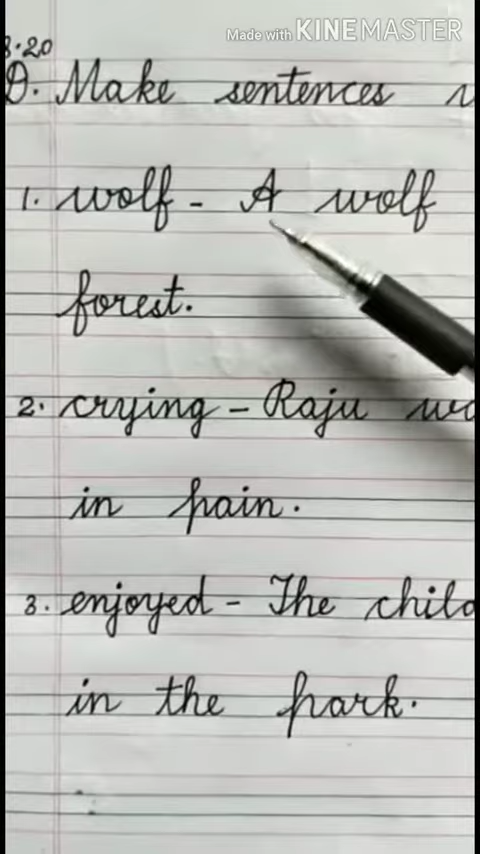 Made with KINEMASTER
3.20
D. Make sentences
1. wolf - A wolf
forest.
2. crying - Raju
in pain.
3. enjoyed - The
in the park.